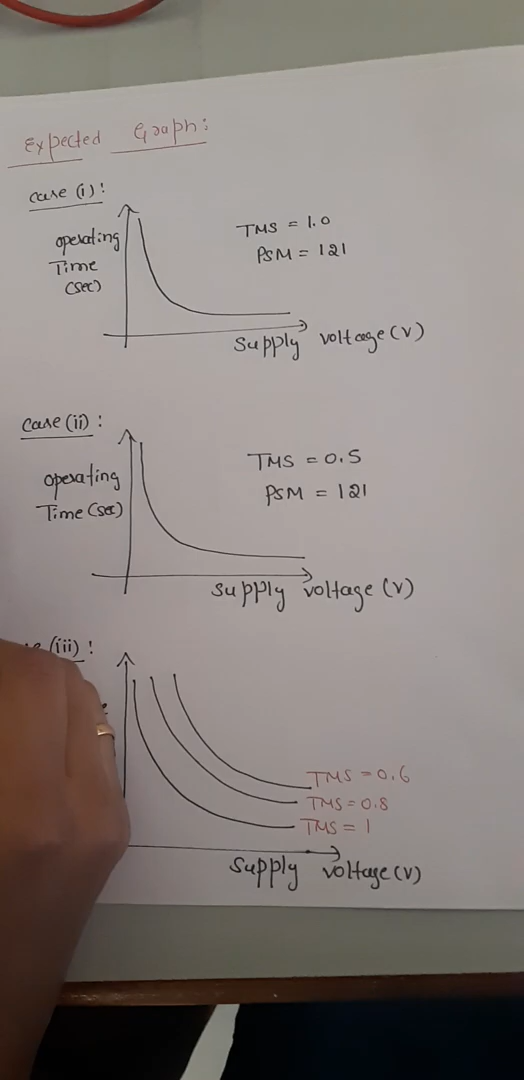 Expected Graph:
case (i):
operating
Time
(sec)
TMS = 1.0
PSM = 121
supply voltage (v)
case (ii):
operating
Time (sec)
TMS = 0.5
PSM = 121
supply voltage (v)
(iii) :
TMS = 0.6
TMS = 0.8
TMS = 1
supply voltage (v)